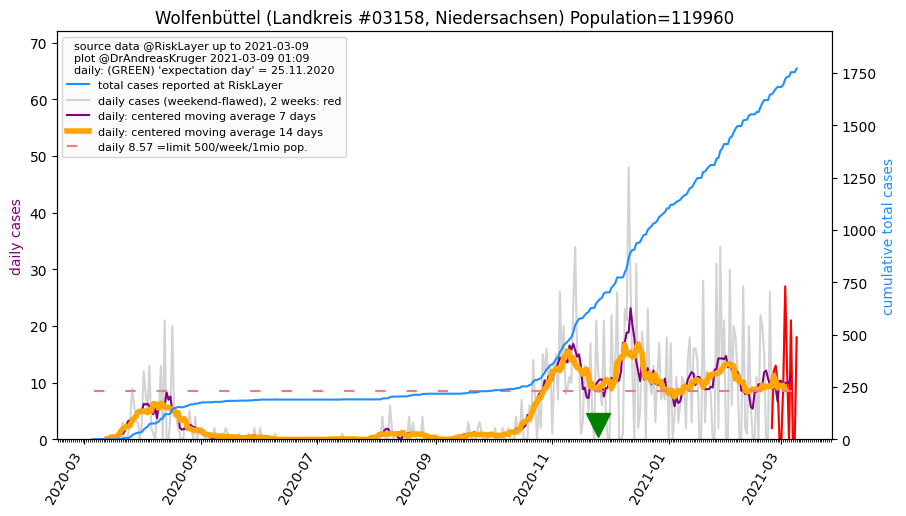 Wolfenbüttel (Landkreis #03158, Niedersachsen) Population=119960
source data @RiskLayer up to 2021-03-09
plot @DrAndreasKruger 2021-03-09 01:09
daily: (GREEN) 'expectation day' = 25.11.2020
total cases reported at RiskLayer
daily cases (weekend-flawed), 2 weeks: red
daily: centered moving average 7 days
daily: centered moving average 14 days
daily 8.57 =limit 500/week/1mio pop.
daily cases
70
60
50
40
30
20
10
0
cumulative total cases
1750
1500
1250
1000
750
500
250
0
2020-03
2020-05
2020-07
2020-09
2020-11
2021-01
2021-03